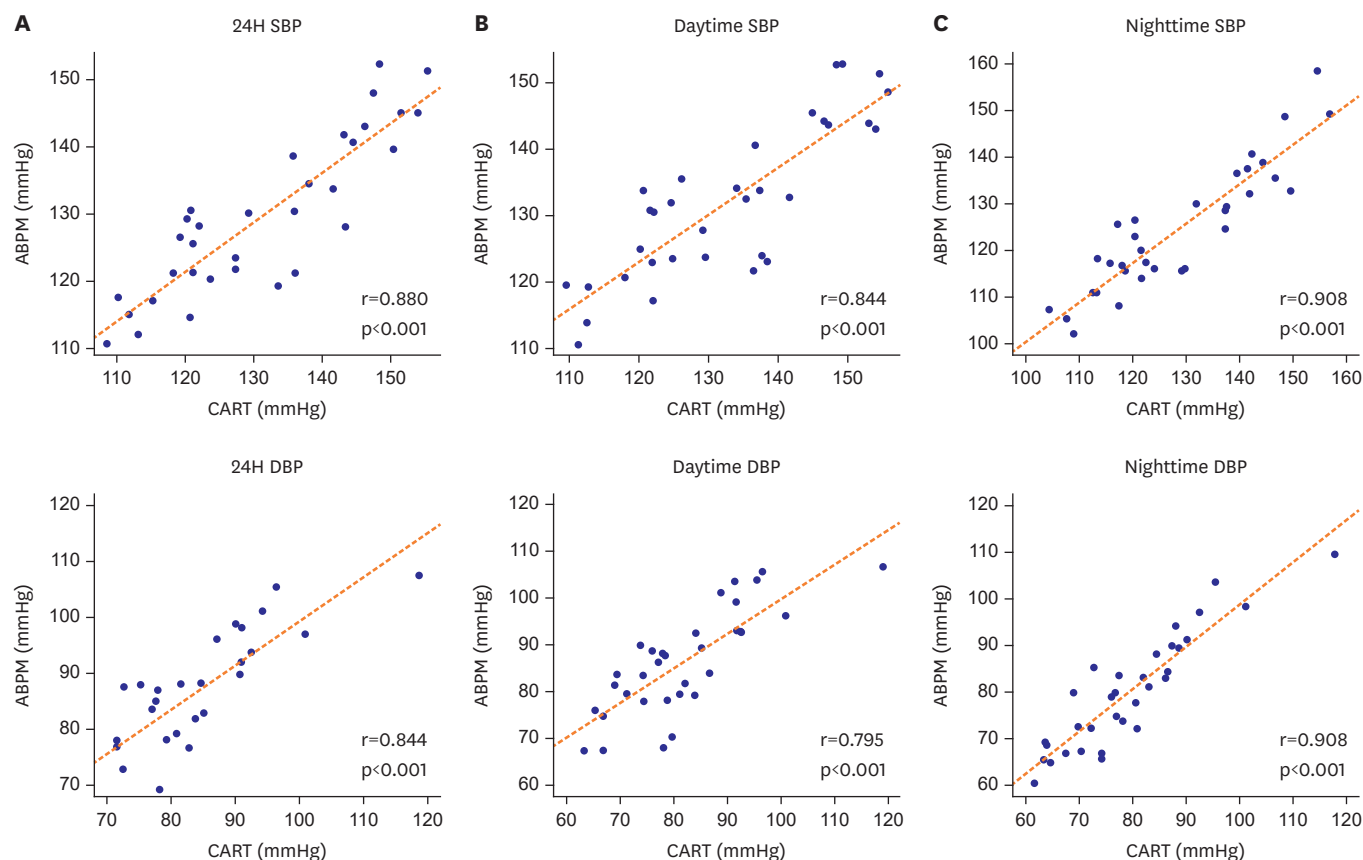 A
24H SBP
ABPM (mmHg)
150
140
130
120
110
r=0.880
p<0.001
110 120 130 140 150
CART (mmHg)
B
Daytime SBP
ABPM (mmHg)
150
140
130
120
110
r=0.844
p<0.001
110 120 130 140 150
CART (mmHg)
C
Nighttime SBP
ABPM (mmHg)
160
150
140
130
120
110
100
r=0.908
p<0.001
100 110 120 130 140 150 160
CART (mmHg)
24H DBP
ABPM (mmHg)
120
110
100
90
80
70
r=0.844
p<0.001
70 80 90 100 110 120
CART (mmHg)
Daytime DBP
ABPM (mmHg)
120
110
100
90
80
70
60
r=0.795
p<0.001
60 70 80 90 100 110 120
CART (mmHg)
Nighttime DBP
ABPM (mmHg)
120
110
100
90
80
70
60
r=0.908
p<0.001
60 70 80 90 100 110 120
CART (mmHg)